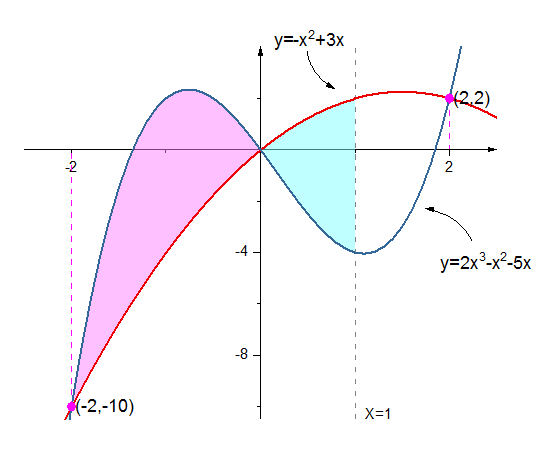 y=-x²+3x
(2,2)
-2
2
-4
y=2x³-x²-5x
-8
(-2,-10)
X=1